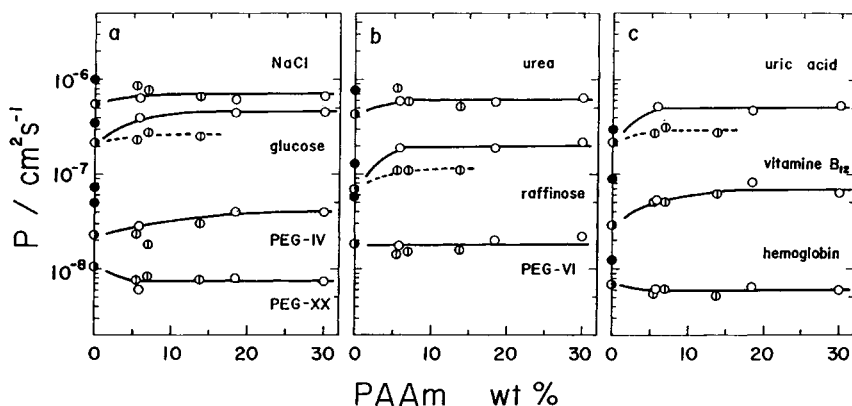 a
NaCl
glucose
PEG-IV
PEG-XX
b
urea
raffinose
PEG-VI
c
uric acid
vitamine B12
hemoglobin
10^-6
10^-7
10^-8
P / cm²s⁻¹
0 10 20 30
0 10 20 30
0 10 20 30
PAAm wt %